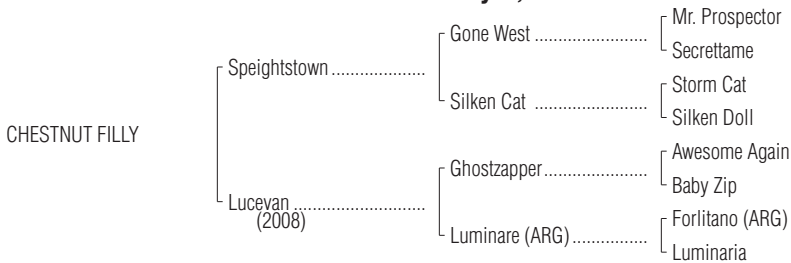 Mr. Prospector
Gone West ....................
Secrettame
Speightstown ....................
Storm Cat
Silken Cat ....................
Silken Doll
CHESTNUT FILLY
Awesome Again
Ghostzapper ....................
Baby Zip
Lucevan ....................
(2008)
Forlitano (ARG)
Luminare (ARG) ................
Luminaria